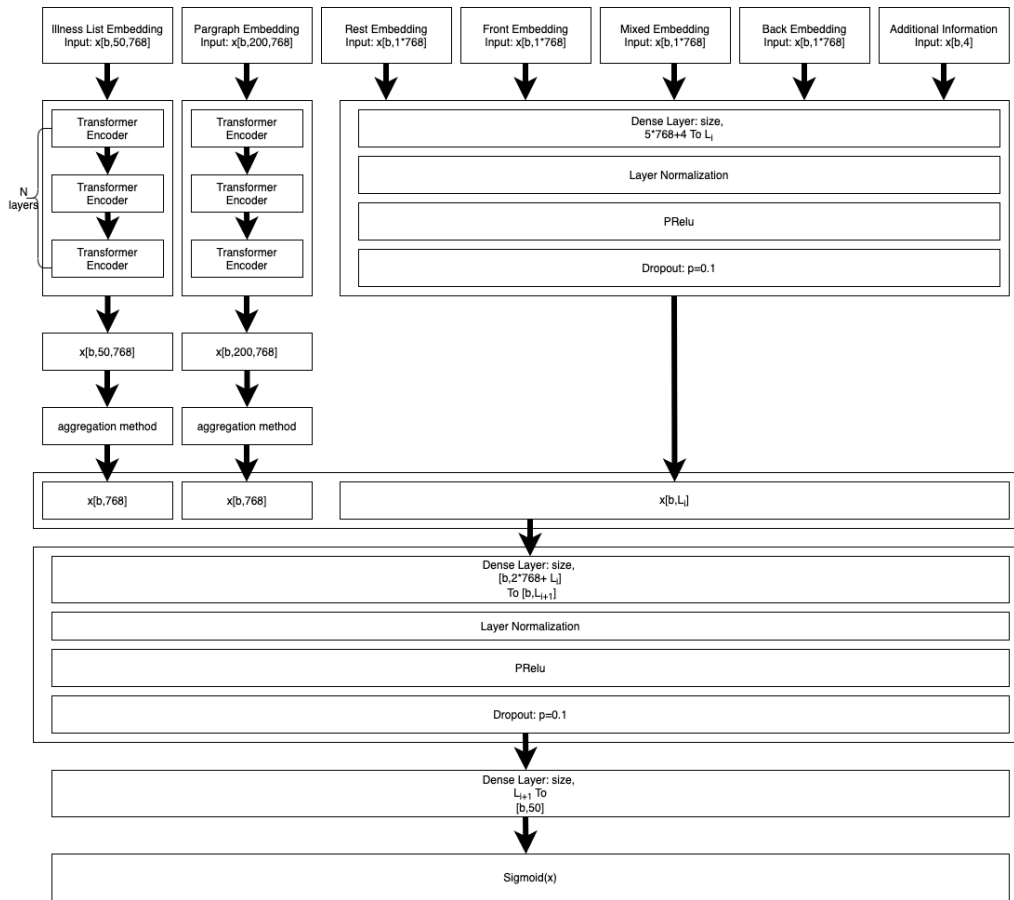 Illness List Embedding
Input: x[b,50,768]
Pargraph Embedding
Input: x[b,200,768]
Rest Embedding
Input: x[b,1*768]
Front Embedding
Input: x[b,1*768]
Mixed Embedding
Input: x[b,1*768]
Back Embedding
Input: x[b,1*768]
Additional Information
Input: x[b,4]
N
layers
Transformer
Encoder
Transformer
Encoder
Transformer
Encoder
Transformer
Encoder
Transformer
Encoder
Transformer
Encoder
Dense Layer: size,
5*768+4 To Li
Layer Normalization
PRelu
Dropout: p=0.1
x[b,50,768]
x[b,200,768]
aggregation method
aggregation method
x[b,768]
x[b,768]
x[b,Li]
Dense Layer: size,
[b,2*768+ Li]
To [b,Li+1]
Layer Normalization
PRelu
Dropout: p=0.1
Dense Layer: size,
Li+1 To
[b,50]
Sigmoid(x)